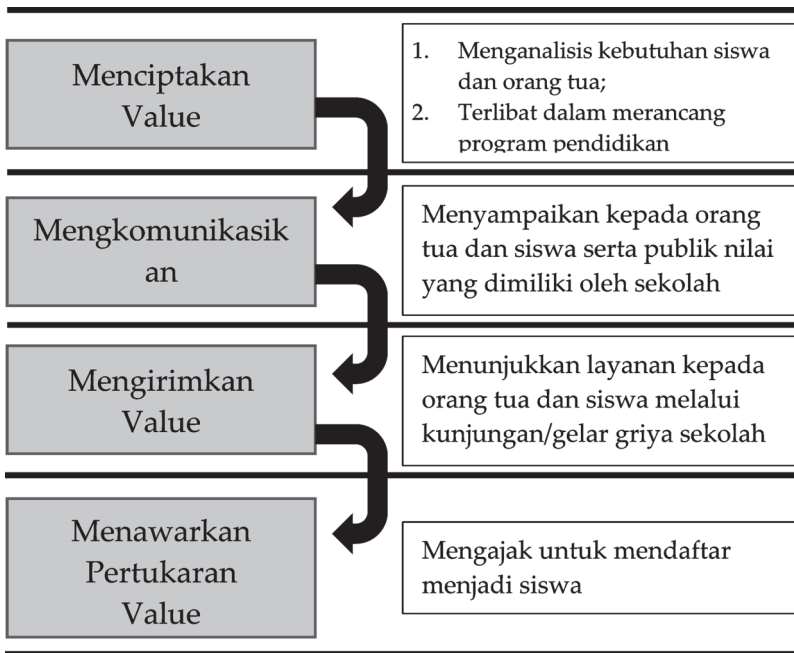 Menciptakan
Value
1. Menganalisis kebutuhan siswa
dan orang tua;
2. Terlibat dalam merancang
program pendidikan
Mengkomunikasik
an
Menyampaikan kepada orang
tua dan siswa serta publik nilai
yang dimiliki oleh sekolah
Mengirimkan
Value
Menunjukkan layanan kepada
orang tua dan siswa melalui
kunjungan/gelar griya sekolah
Menawarkan
Pertukaran
Value
Mengajak untuk mendaftar
menjadi siswa